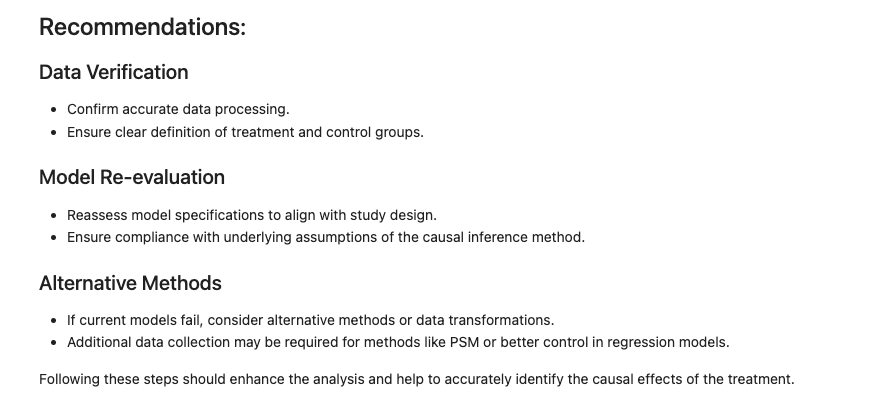 Recommendations:
Data Verification
• Confirm accurate data processing.
• Ensure clear definition of treatment and control groups.
Model Re-evaluation
• Reassess model specifications to align with study design.
• Ensure compliance with underlying assumptions of the causal inference method.
Alternative Methods
• If current models fail, consider alternative methods or data transformations.
• Additional data collection may be required for methods like PSM or better control in regression models.
Following these steps should enhance the analysis and help to accurately identify the causal effects of the treatment.